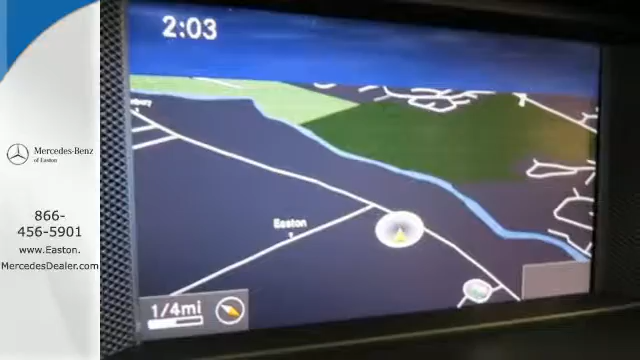 Mercedes-Benz
of Easton
866-
456-5901
www.Easton.
MercedesDealer.com
2:03
Easton
1/4mi